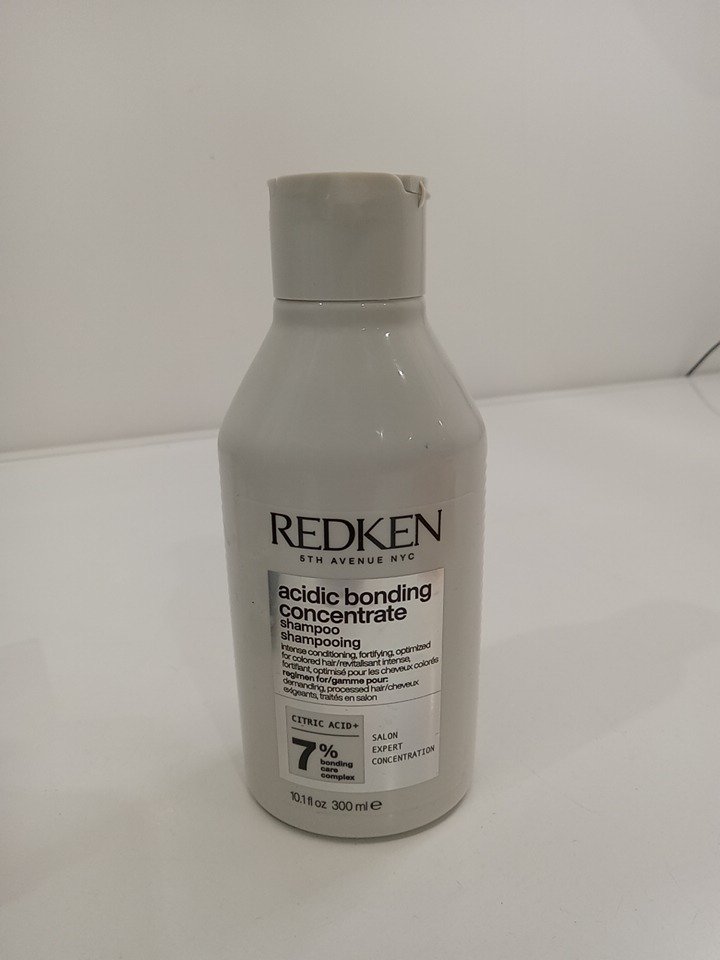 REDKEN
5TH AVENUE NYC
acidic bonding
concentrate
shampoo
shampooing
intense conditioning, fortifying, optimized
for colored hair/revitalisant intense,
fortifiant, optimisé pour les cheveux colorés
regimen for/gamme pour:
demanding, processed hair/cheveux
exigeants, traités en salon
CITRIC ACID+
7%
bonding
care
complex
SALON
EXPERT
CONCENTRATION
10.1 fl oz 300 ml e